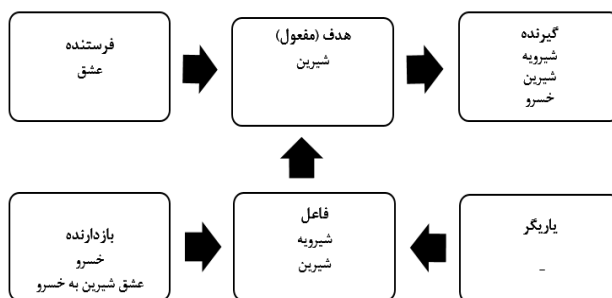 فرستنده
عشق
هدف (مفعول)
شیرین
گیرنده
شیرویه
شیرین
خسرو
بازدارنده
خسرو
عشق شیرین به خسرو
فاعل
شیرویه
شیرین
یاریگر
-